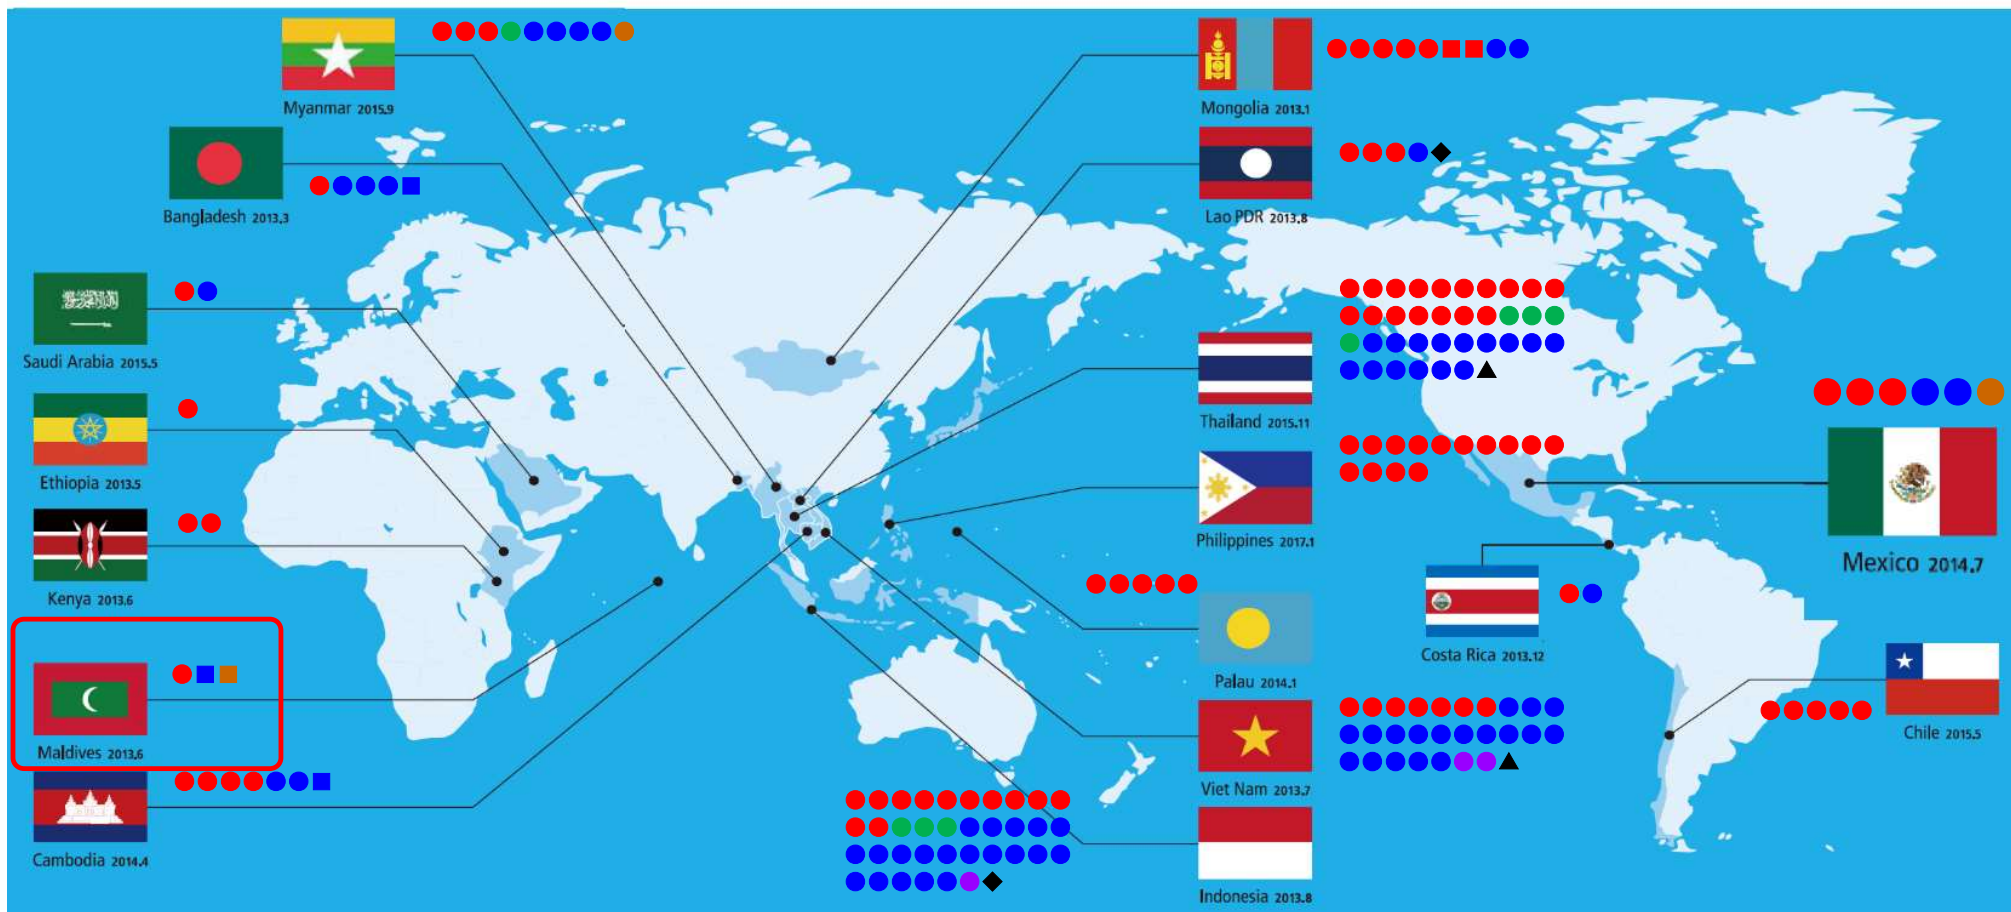 Myanmar 2015.9
Mongolia 2013.1
Bangladesh 2013.3
Lao PDR 2013.8
Saudi Arabia 2015.5
Thailand 2015.11
Ethiopia 2013.5
Philippines 2017.1
Mexico 2014.7
Kenya 2013.6
Costa Rica 2013.12
Palau 2014.1
Chile 2015.5
Maldives 2013.6
Viet Nam 2013.7
Cambodia 2014.4
Indonesia 2013.8